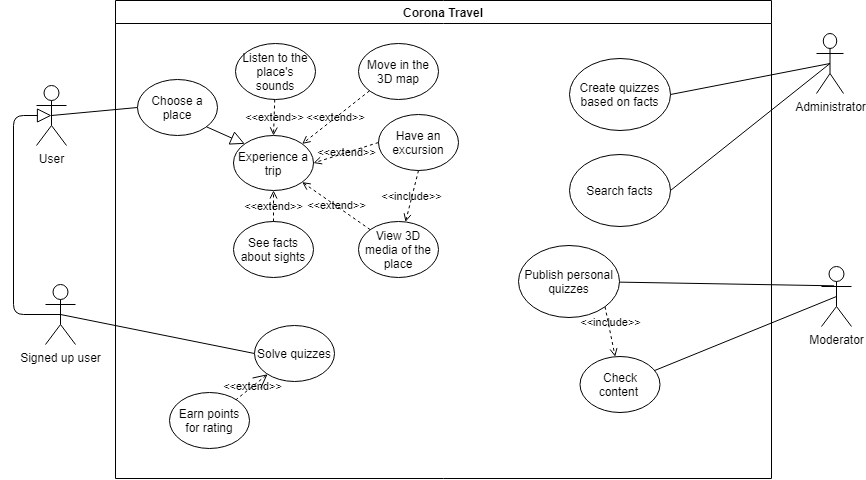 Corona Travel
Listen to the
place's
sounds
Move in the
3D map
Choose a
place
<<extend>>
<<extend>>
Have an
excursion
Experience a
trip
<<extend>>
<<include>>
<<extend>>
<<extend>>
See facts
about sights
View 3D
media of the
place
User
Signed up user
Solve quizzes
<<extend>>
Earn points
for rating
Create quizzes
based on facts
Search facts
Administrator
Publish personal
quizzes
<<include>>
Check
content
Moderator